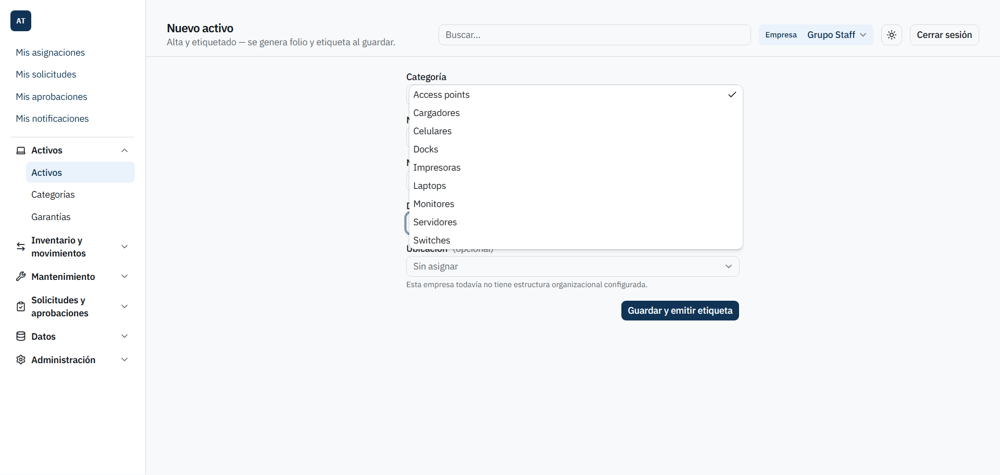 AT
Mis asignaciones
Mis solicitudes
Mis aprobaciones
Mis notificaciones
Activos
Activos
Categorías
Garantías
Inventario y
movimientos
Mantenimiento
Solicitudes y
aprobaciones
Datos
Administración
Nuevo activo
Alta y etiquetado — se genera folio y etiqueta al guardar.
Buscar...
Empresa Grupo Staff
Cerrar sesión
Categoría
Access points
Cargadores
Celulares
Docks
Impresoras
Laptops
Monitores
Servidores
Switches
Ubicación (opcional)
Sin asignar
Esta empresa todavía no tiene estructura organizacional configurada.
Guardar y emitir etiqueta